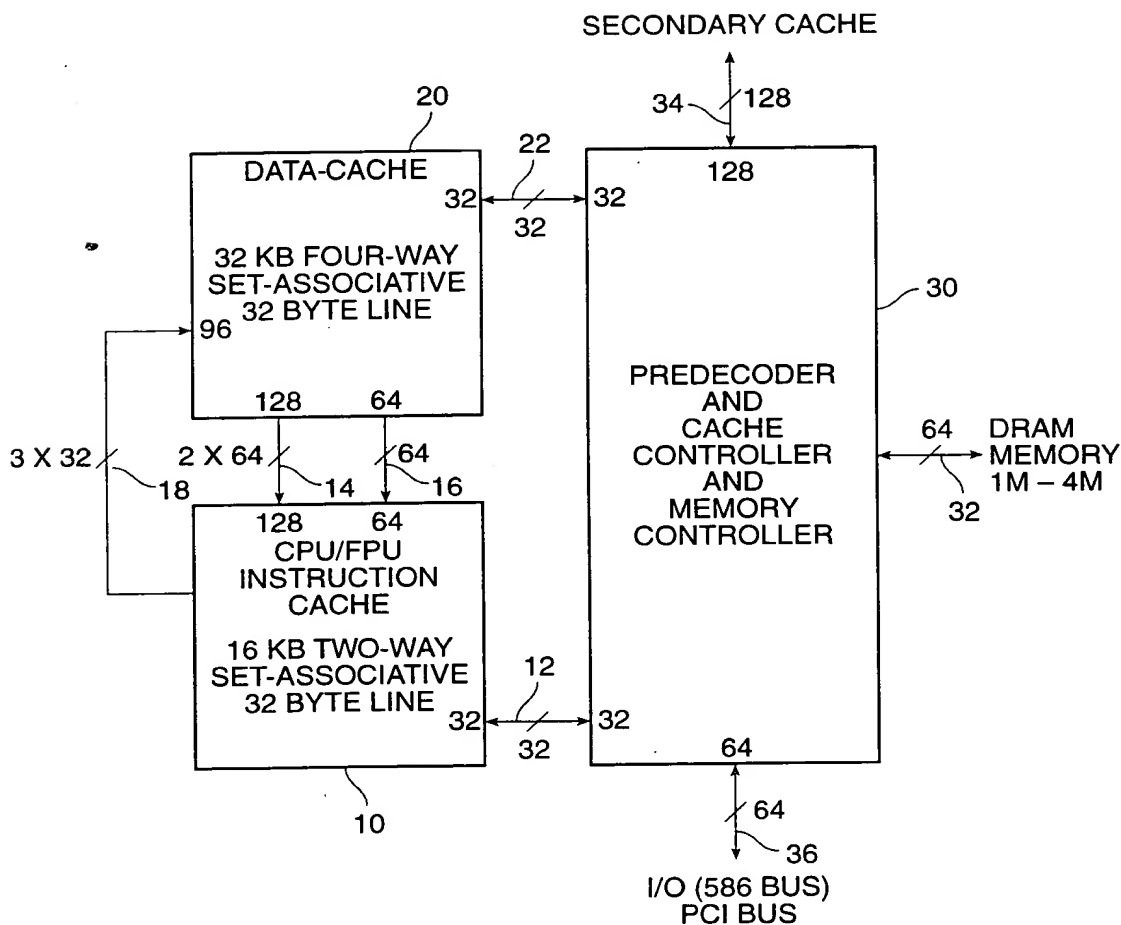 SECONDARY CACHE
34
128
20
DATA-CACHE
32
22
32
32
128
32 KB FOUR-WAY
SET-ASSOCIATIVE
32 BYTE LINE
96
30
128
64
3 X 32
18
2 X 64
14
64
16
PREDECODER
AND
CACHE
CONTROLLER
AND
MEMORY
CONTROLLER
64
32
DRAM
MEMORY
1M – 4M
128
64
CPU/FPU
INSTRUCTION
CACHE
16 KB TWO-WAY
SET-ASSOCIATIVE
32 BYTE LINE
32
12
32
32
64
10
64
36
I/O (586 BUS)
PCI BUS